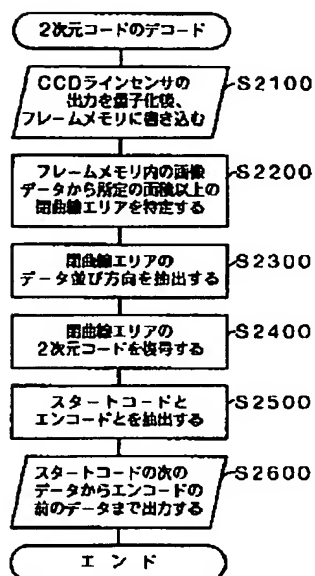 2次元コードのデコード
CCDラインセンサの
出力を量子化後、
フレームメモリに書き込む
S2100
フレームメモリ内の画像
データから所定の面積以上の
閉曲線エリアを特定する
S2200
閉曲線エリアの
データ並び方向を抽出する
S2300
閉曲線エリアの
2次元コードを復号する
S2400
スタートコードと
エンコードとを抽出する
S2500
スタートコードの次の
データからエンコードの
前のデータまで出力する
S2600
エンド